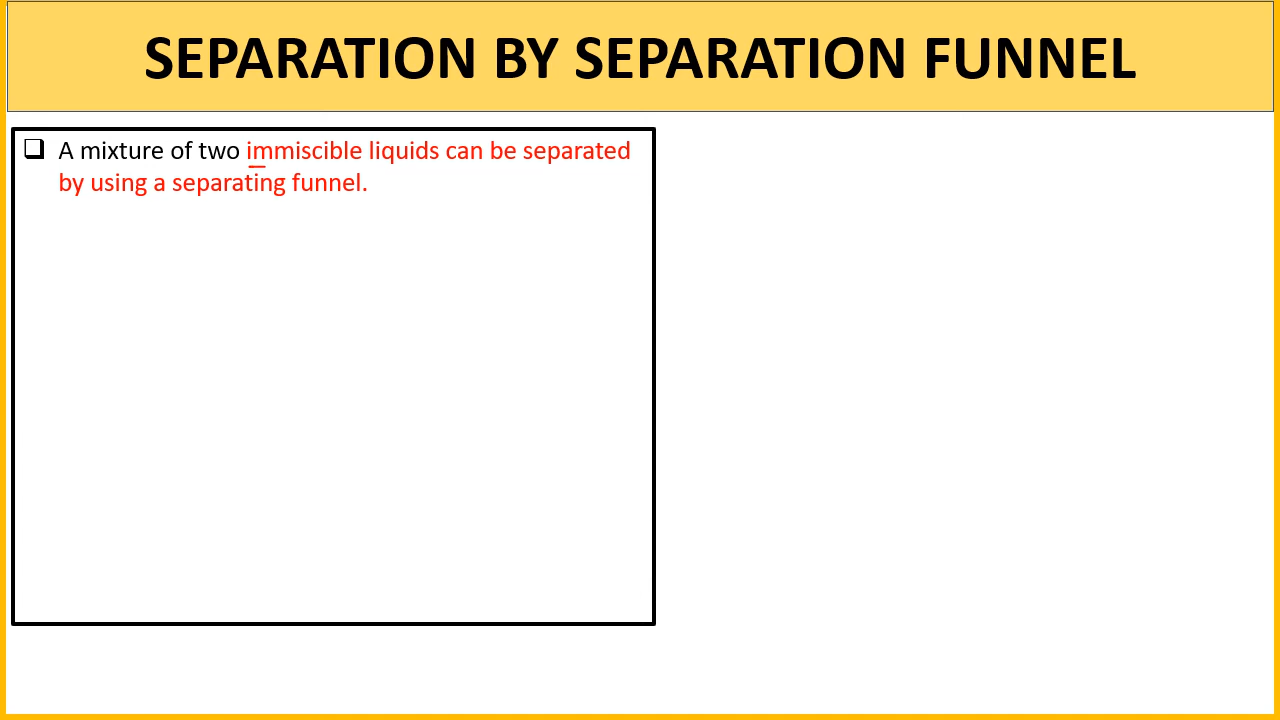 SEPARATION BY SEPARATION FUNNEL
❑ A mixture of two immiscible liquids can be separated
by using a separating funnel.